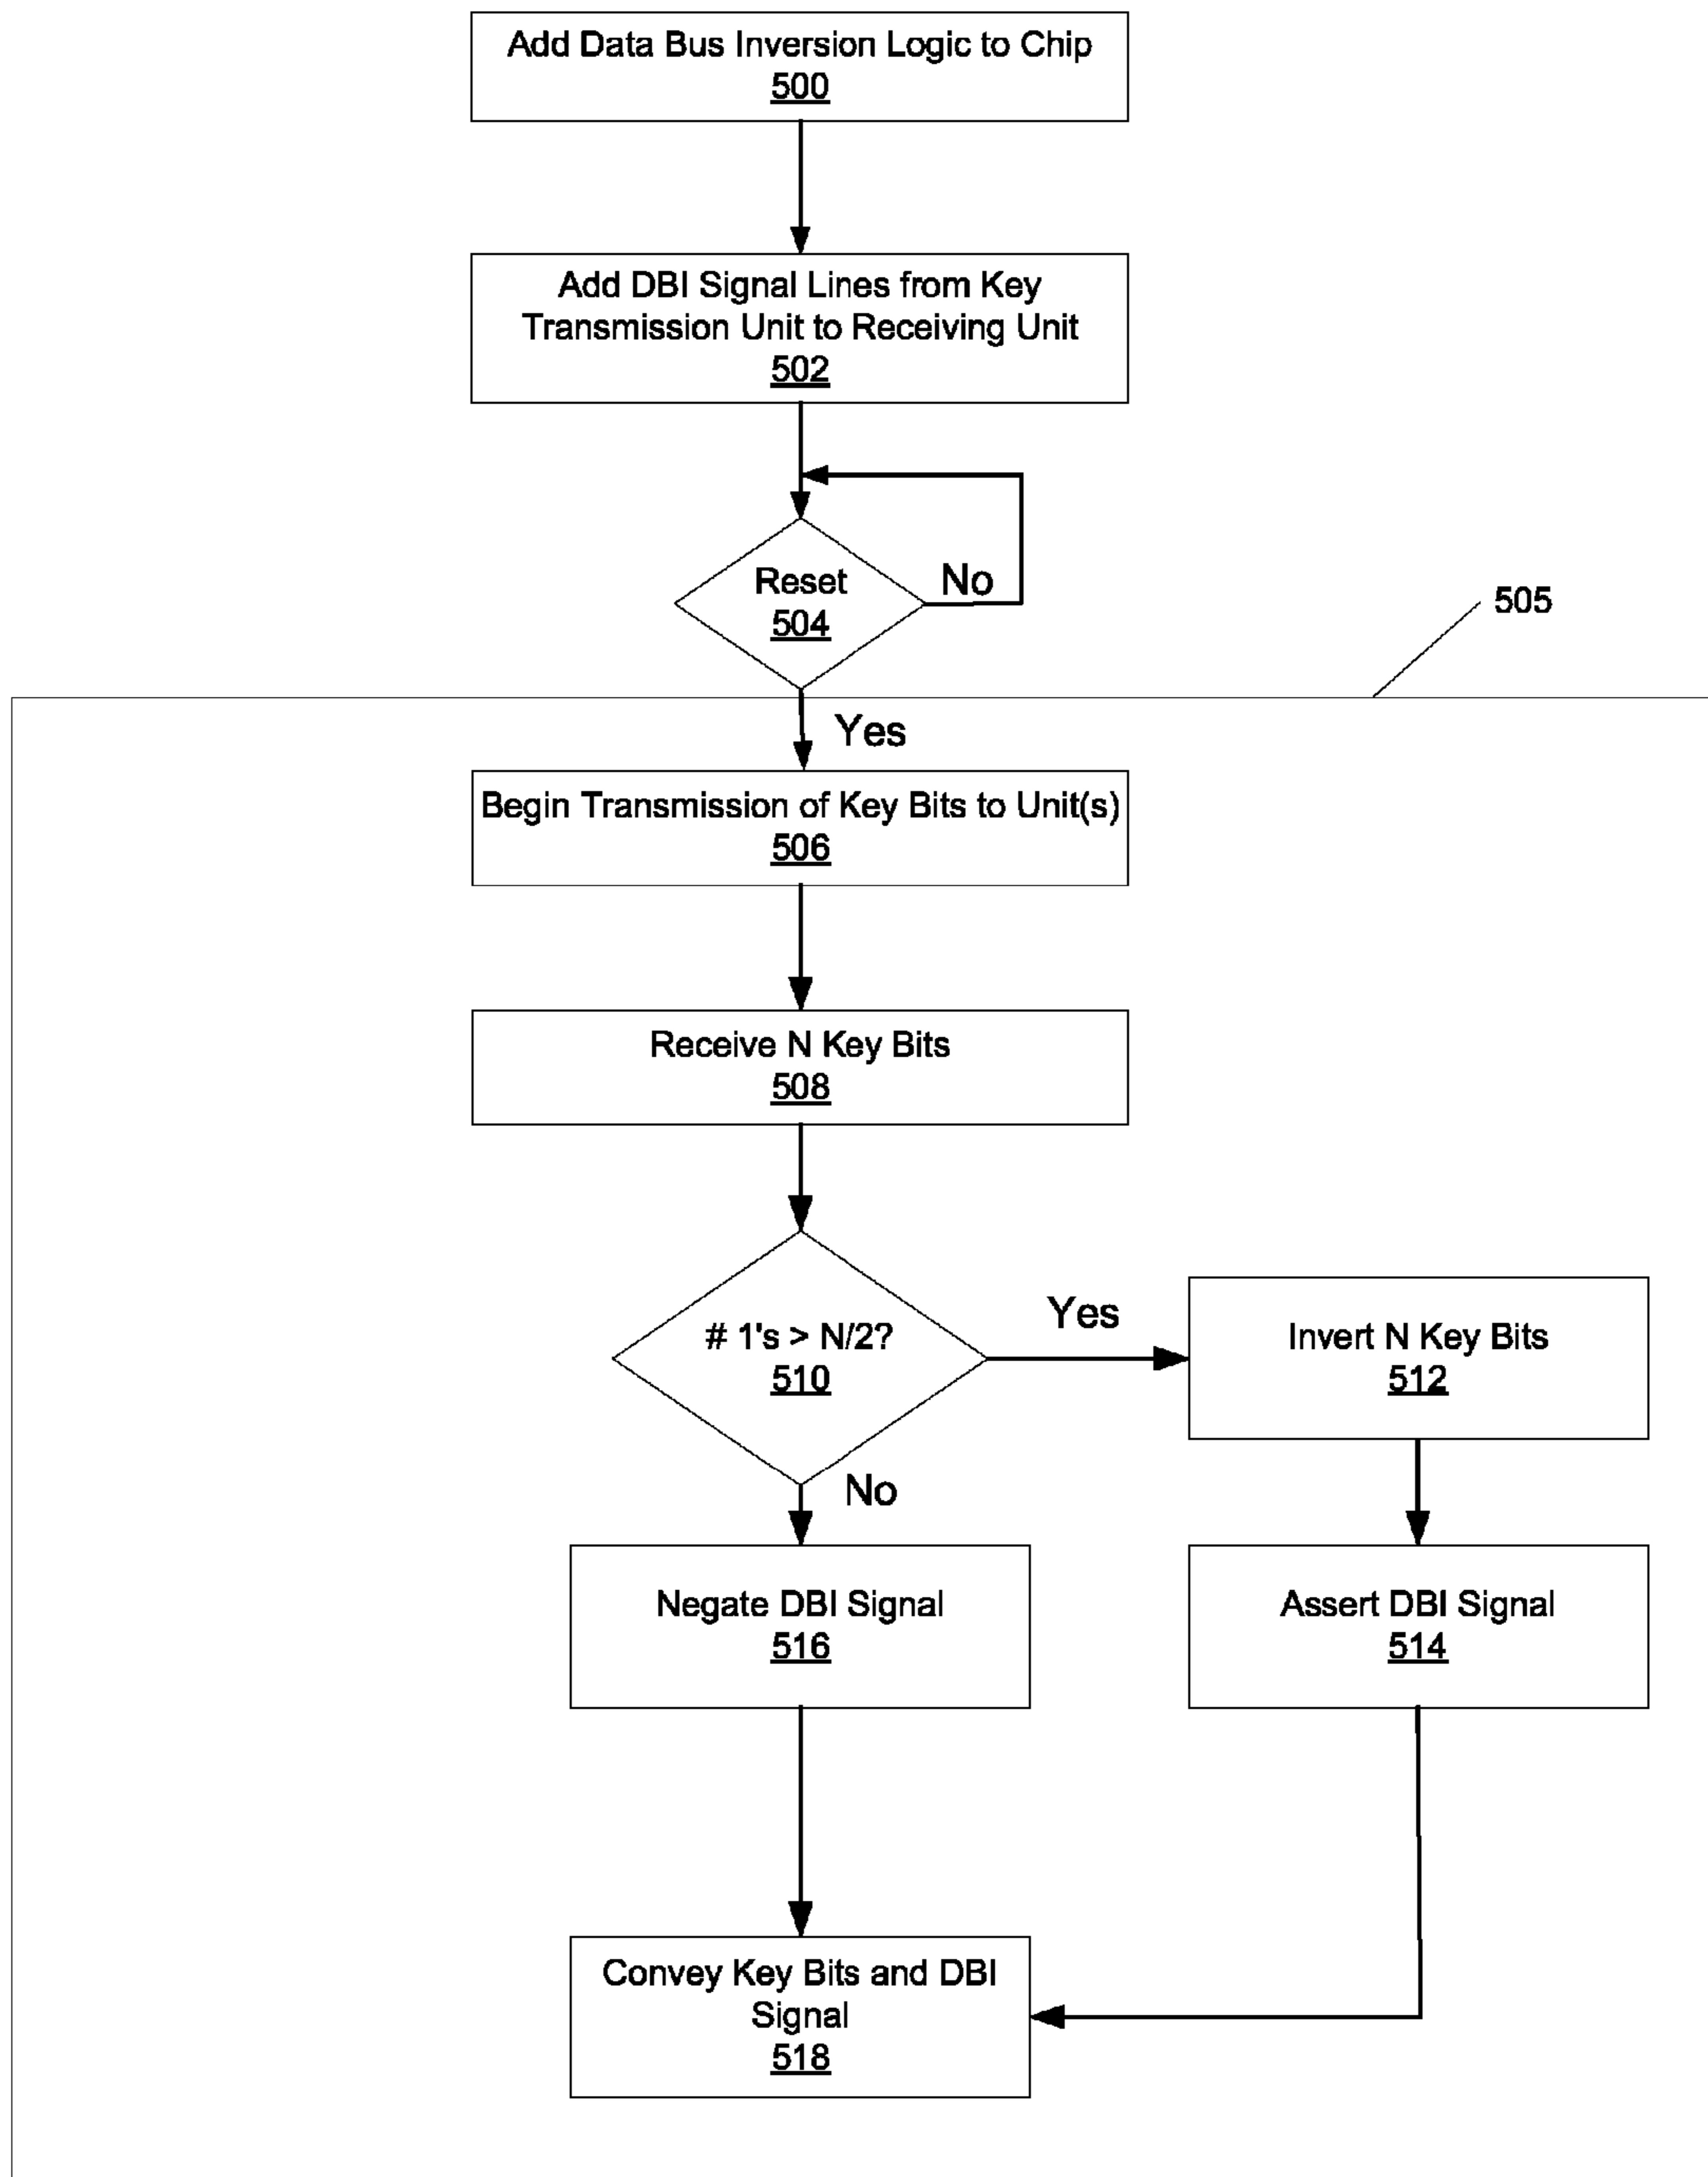 Add Data Bus Inversion Logic to Chip
500
Add DBI Signal Lines from Key
Transmission Unit to Receiving Unit
502
Reset
504
No
505
Yes
Begin Transmission of Key Bits to Unit(s)
506
Receive N Key Bits
508
# 1's > N/2?
510
Yes
Invert N Key Bits
512
No
Negate DBI Signal
516
Assert DBI Signal
514
Convey Key Bits and DBI
Signal
518